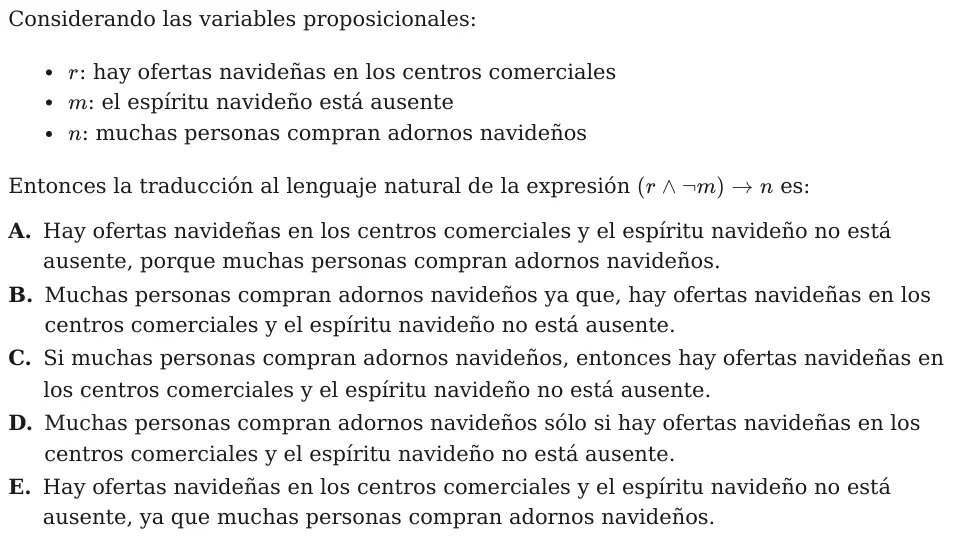 Considerando las variables proposicionales:
• r: hay ofertas navideñas en los centros comerciales
• m: el espíritu navideño está ausente
• n: muchas personas compran adornos navideños
Entonces la traducción al lenguaje natural de la expresión (r ∧ ¬m) → n es:
A. Hay ofertas navideñas en los centros comerciales y el espíritu navideño no está
ausente, porque muchas personas compran adornos navideños.
B. Muchas personas compran adornos navideños ya que, hay ofertas navideñas en los
centros comerciales y el espíritu navideño no está ausente.
C. Si muchas personas compran adornos navideños, entonces hay ofertas navideñas en
los centros comerciales y el espíritu navideño no está ausente.
D. Muchas personas compran adornos navideños sólo si hay ofertas navideñas en los
centros comerciales y el espíritu navideño no está ausente.
E. Hay ofertas navideñas en los centros comerciales y el espíritu navideño no está
ausente, ya que muchas personas compran adornos navideños.